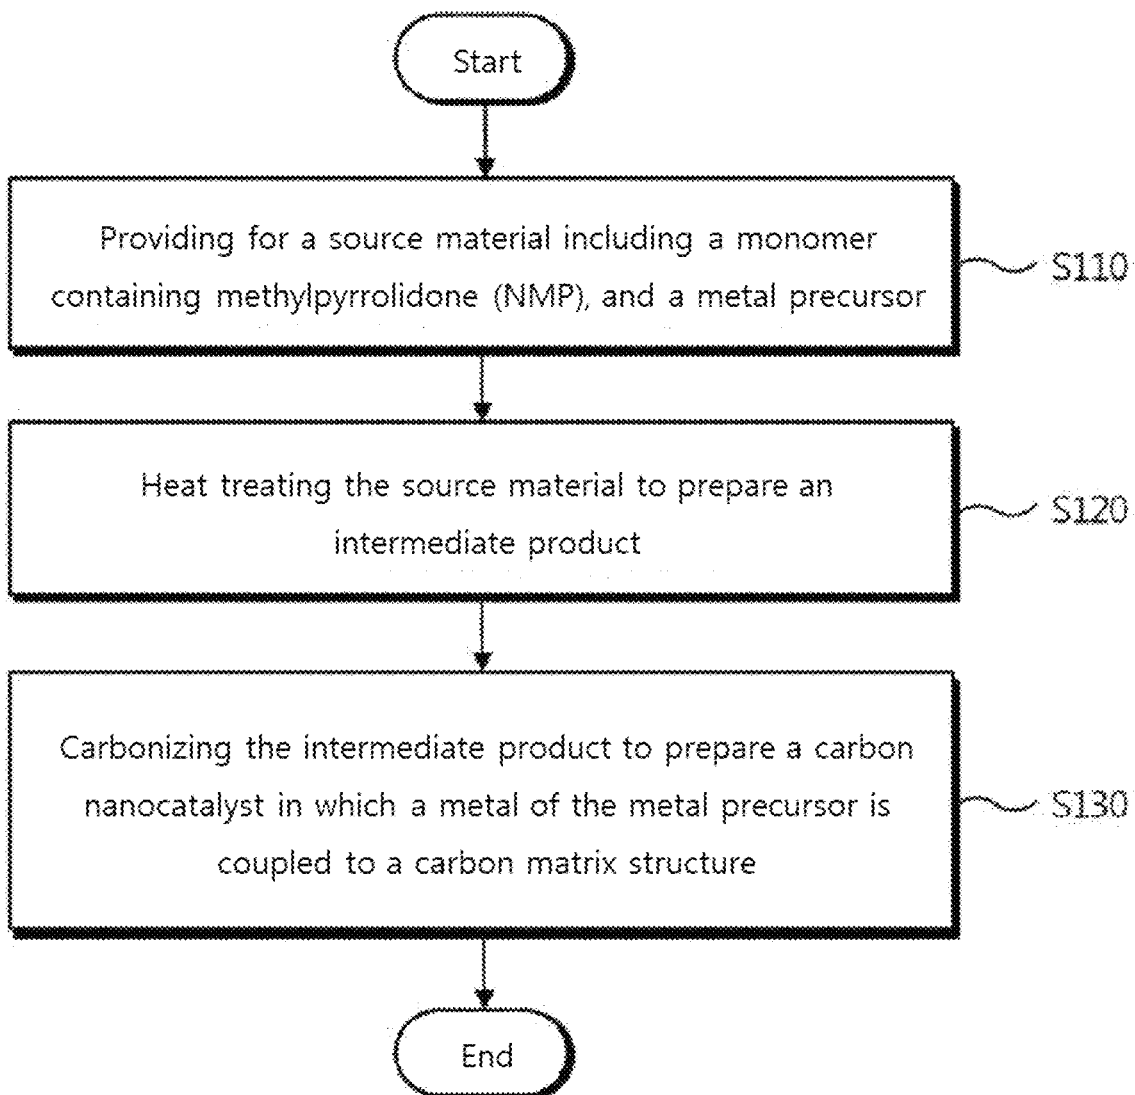 Start
Providing for a source material including a monomer
containing methylpyrrolidone (NMP), and a metal precursor
S110
Heat treating the source material to prepare an
intermediate product
S120
Carbonizing the intermediate product to prepare a carbon
nanocatalyst in which a metal of the metal precursor is
coupled to a carbon matrix structure
S130
End